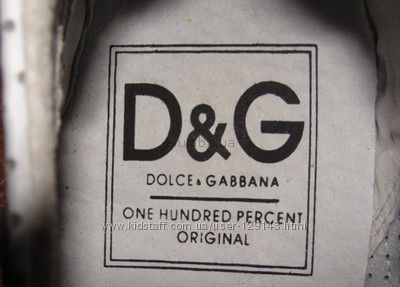 D&G
DOLCE & GABBANA
ONE HUNDRED PERCENT
www.kidstaff.com.ua/user-129143.html
ORIGINAL